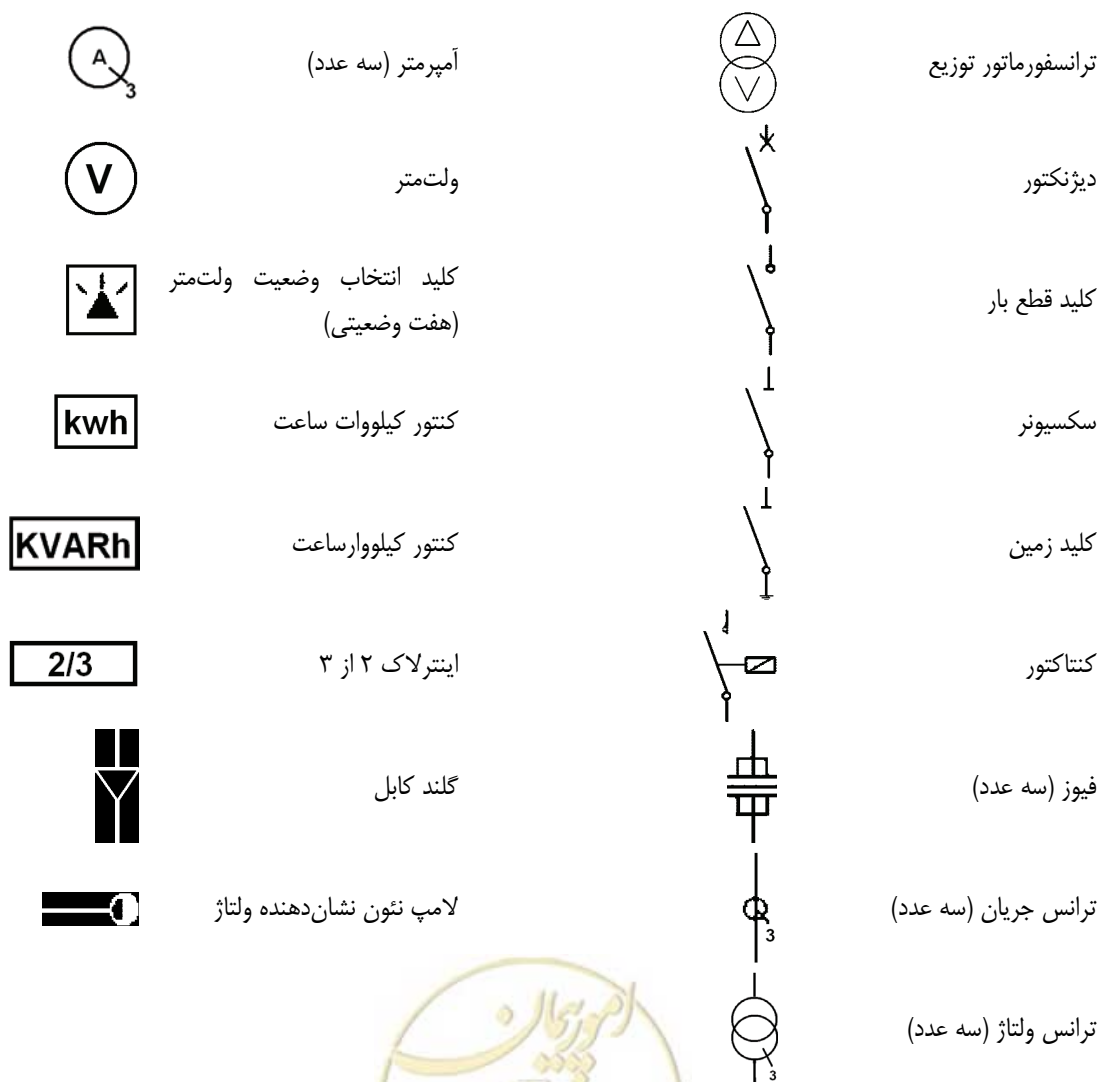 ترانسفورماتور توزیع
دیژنکتور
کلید قطع بار
سکسیونر
کلید زمین
کنتاکتور
فیوز (سه عدد)
ترانس جریان (سه عدد)
3
ترانس ولتاژ (سه عدد)
3
آمپرمتر (سه عدد)
A
3
ولت‌متر
V
کلید انتخاب وضعیت ولت‌متر
(هفت وضعیتی)
کنتور کیلووات ساعت
kwh
کنتور کیلووارساعت
KVARh
اینترلاک ۲ از ۳
2/3
گلند کابل
لامپ نئون نشان‌دهنده ولتاژ
امور پیمان